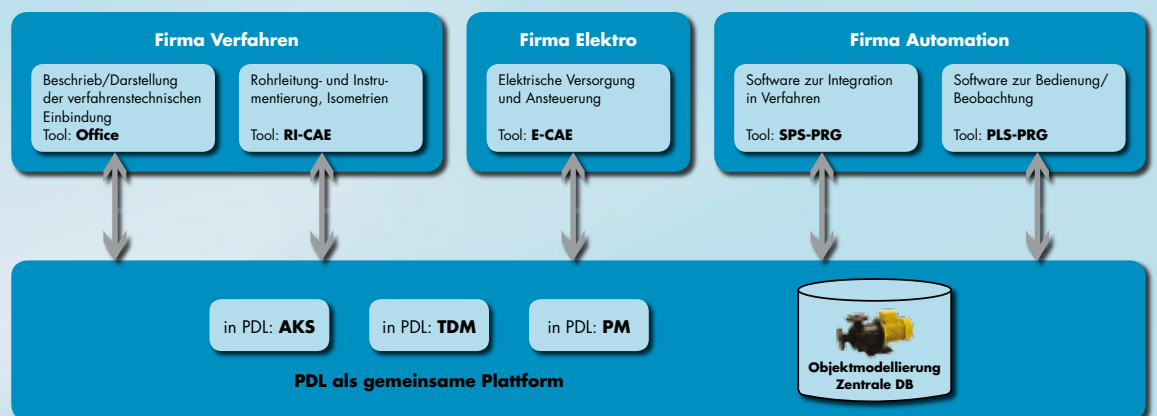 Firma Verfahren
Beschrieb/Darstellung
der verfahrenstechnischen
Einbindung
Tool: Office
Rohrleitung- und Instru-
mentierung, Isometrien
Tool: RI-CAE
Firma Elektro
Elektrische Versorgung
und Ansteuerung
Tool: E-CAE
Firma Automation
Software zur Integration
in Verfahren
Tool: SPS-PRG
Software zur Bedienung/
Beobachtung
Tool: PLS-PRG
in PDL: AKS
in PDL: TDM
in PDL: PM
PDL als gemeinsame Plattform
Objektmodellierung
Zentrale DB